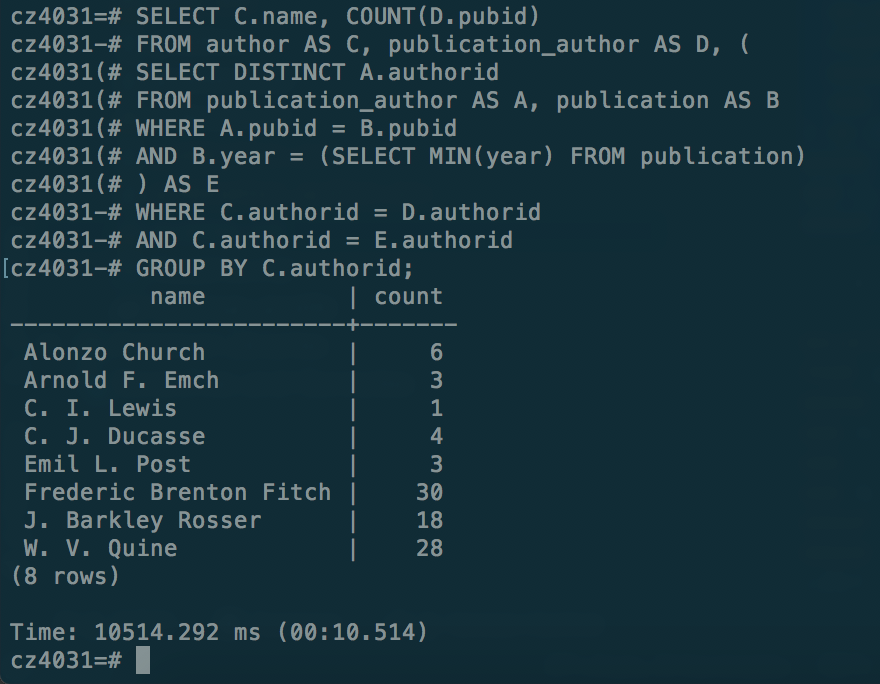 cz4031=# SELECT C.name, COUNT(D.pubid)
cz4031-# FROM author AS C, publication_author AS D, (
cz4031(# SELECT DISTINCT A.authorid
cz4031(# FROM publication_author AS A, publication AS B
cz4031(# WHERE A.pubid = B.pubid
cz4031(# AND B.year = (SELECT MIN(year) FROM publication)
cz4031(# ) AS E
cz4031-# WHERE C.authorid = D.authorid
cz4031-# AND C.authorid = E.authorid
[cz4031-# GROUP BY C.authorid;
          name          | count
------------------------+-------
 Alonzo Church          |     6
 Arnold F. Emch         |     3
 C. I. Lewis            |     1
 C. J. Ducasse          |     4
 Emil L. Post           |     3
 Frederic Brenton Fitch |    30
 J. Barkley Rosser      |    18
 W. V. Quine            |    28
(8 rows)

Time: 10514.292 ms (00:10.514)
cz4031=#